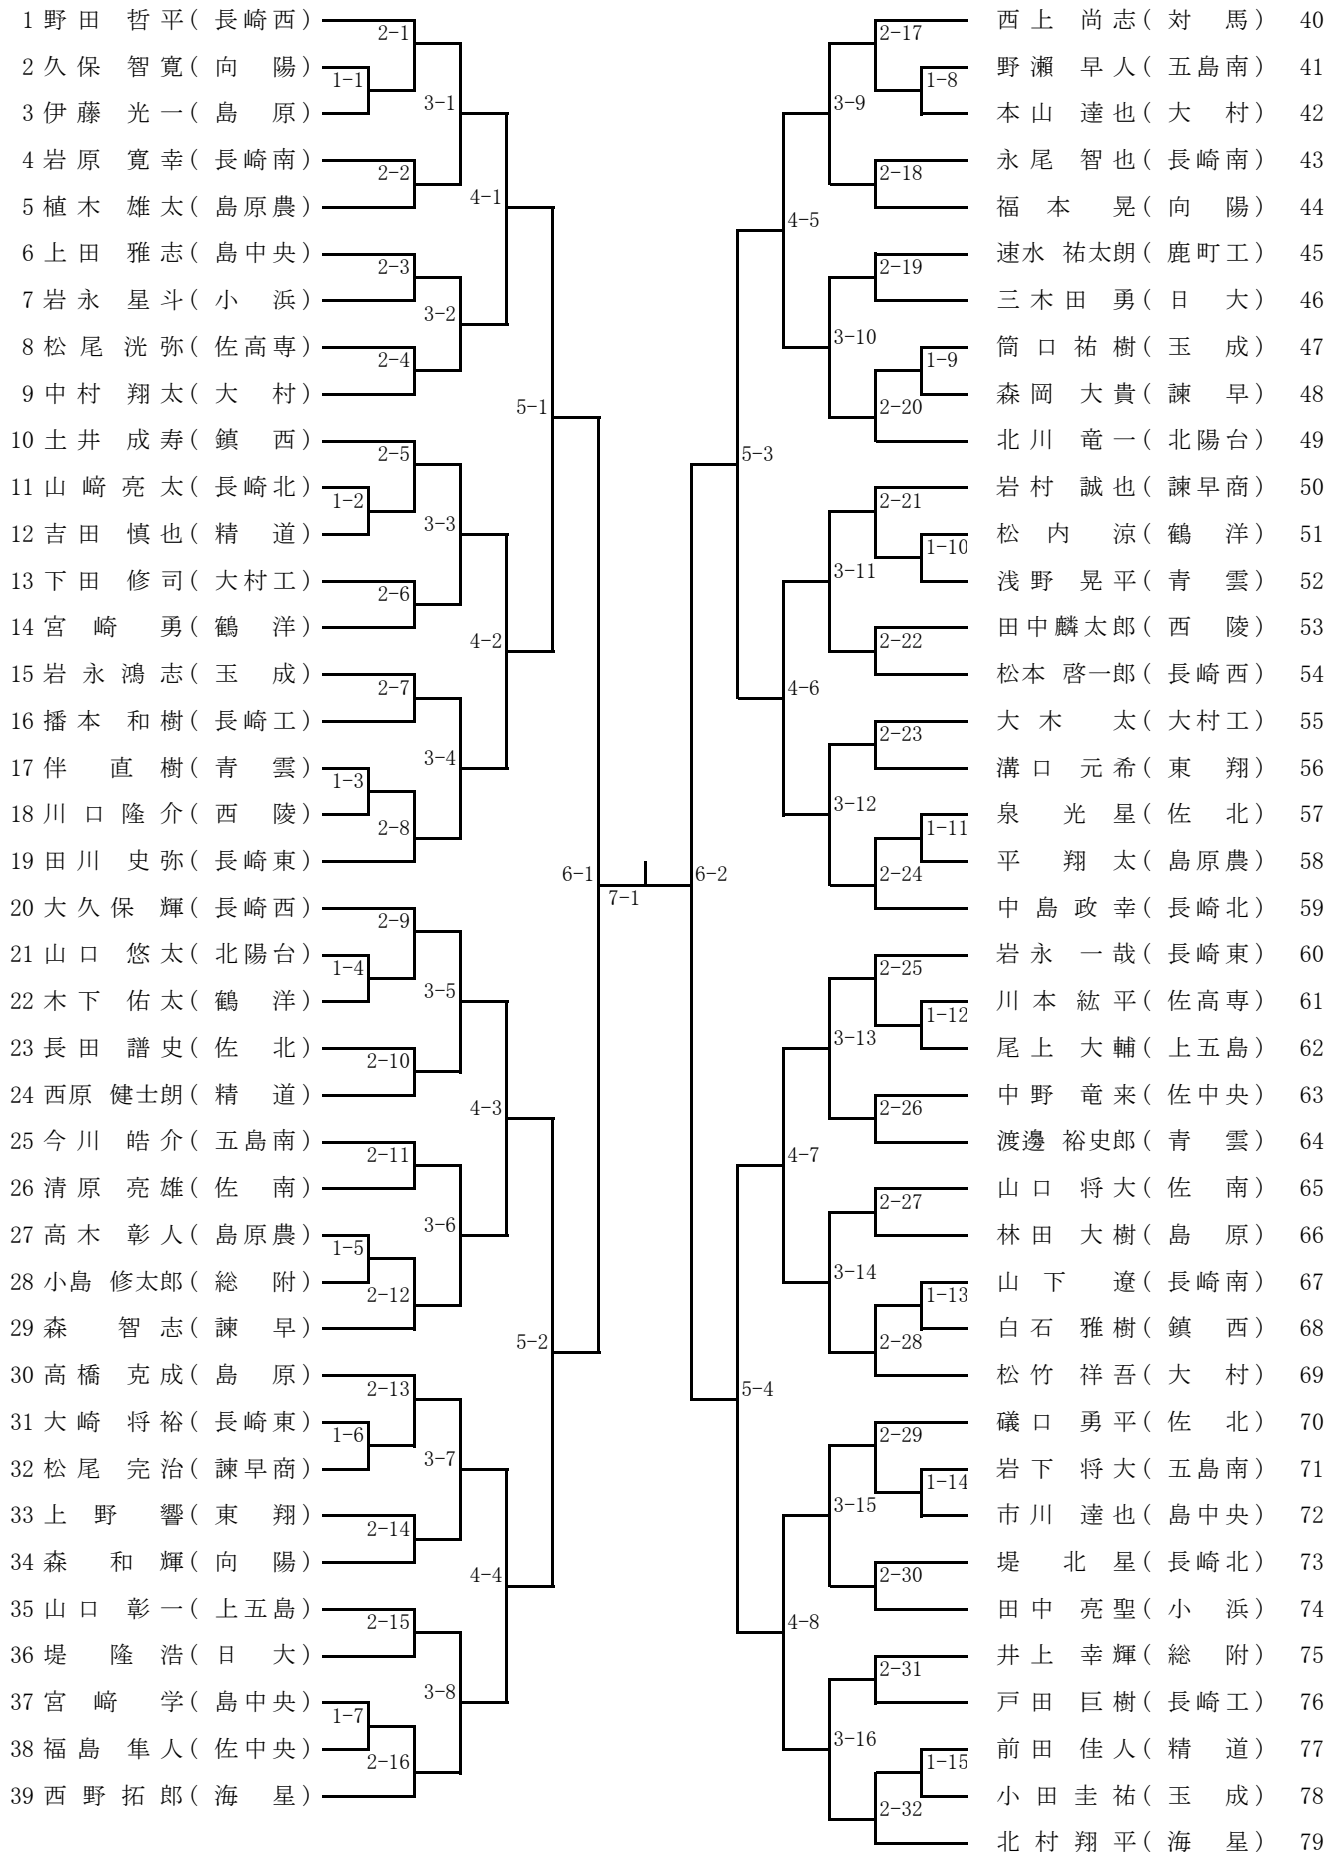 1 野田 哲平(長崎西)
2-1
2 久保 智寛(向 陽)
1-1
3 伊藤 光一(島 原)
3-1
4 岩原 寛幸(長崎南)
2-2
5 植木 雄太(島原農)
4-1
6 上田 雅志(島中央)
2-3
7 岩永 星斗(小 浜)
3-2
8 松尾 洸弥(佐高専)
2-4
9 中村 翔太(大 村)
5-1
10 土井 成寿(鎮 西)
2-5
11 山﨑亮太(長崎北)
1-2
12 吉田 慎也(精 道)
3-3
13 下田 修司(大村工)
2-6
14 宮崎 勇(鶴 洋)
4-2
15 岩永鴻志(玉 成)
2-7
16 播本 和樹(長崎工)
3-4
17 伴 直樹(青 雲)
1-3
18 川口隆介(西 陵)
2-8
19 田川 史弥(長崎東)
6-1
7-1
20 大久保 輝(長崎西)
2-9
21 山口 悠太(北陽台)
1-4
22 木下 佑太(鶴 洋)
3-5
23 長田 譜史(佐 北)
2-10
24 西原 健士朗(精 道)
4-3
25 今川 皓介(五島南)
2-11
26 清原 亮雄(佐 南)
3-6
27 高木 彰人(島原農)
1-5
28 小島 修太郎(総 附)
2-12
29 森 智志(諫 早)
5-2
30 高橋 克成(島 原)
2-13
31 大崎 将裕(長崎東)
1-6
32 松尾 完治(諫早商)
3-7
33 上野 響(東 翔)
2-14
34 森 和輝(向 陽)
4-4
35 山口 彰一(上五島)
2-15
36 堤 隆浩(日 大)
3-8
37 宮﨑 学(島中央)
1-7
38 福島 隼人(佐中央)
2-16
39 西野拓郎(海 星)
西上 尚志(対 馬) 40
2-17
野瀬 早人(五島南) 41
1-8
本山 達也(大 村) 42
3-9
永尾 智也(長崎南) 43
2-18
福本 晃(向 陽) 44
4-5
速水 祐太朗(鹿町工) 45
2-19
三木田 勇(日 大) 46
3-10
筒口祐樹(玉 成) 47
1-9
森岡 大貴(諫 早) 48
2-20
北川 竜一(北陽台) 49
5-3
岩村 誠也(諫早商) 50
2-21
松内 涼(鶴 洋) 51
1-10
浅野 晃平(青 雲) 52
3-11
田中麟太郎(西 陵) 53
2-22
松本 啓一郎(長崎西) 54
4-6
大木 太(大村工) 55
2-23
溝口 元希(東 翔) 56
3-12
泉 光星(佐 北) 57
1-11
平 翔太(島原農) 58
2-24
6-2
中島政幸(長崎北) 59
岩永 一哉(長崎東) 60
2-25
川本紘平(佐高専) 61
1-12
尾上 大輔(上五島) 62
3-13
中野 竜来(佐中央) 63
2-26
渡邊 裕史郎(青 雲) 64
4-7
山口 将大(佐 南) 65
2-27
林田 大樹(島 原) 66
3-14
山下 遼(長崎南) 67
1-13
白石 雅樹(鎮 西) 68
2-28
松竹 祥吾(大 村) 69
5-4
礒口 勇平(佐 北) 70
2-29
岩下 将大(五島南) 71
1-14
市川 達也(島中央) 72
3-15
堤 北星(長崎北) 73
2-30
田中 亮聖(小 浜) 74
4-8
井上 幸輝(総 附) 75
2-31
戸田 巨樹(長崎工) 76
3-16
前田 佳人(精 道) 77
1-15
小田圭祐(玉 成) 78
2-32
北村翔平(海 星) 79